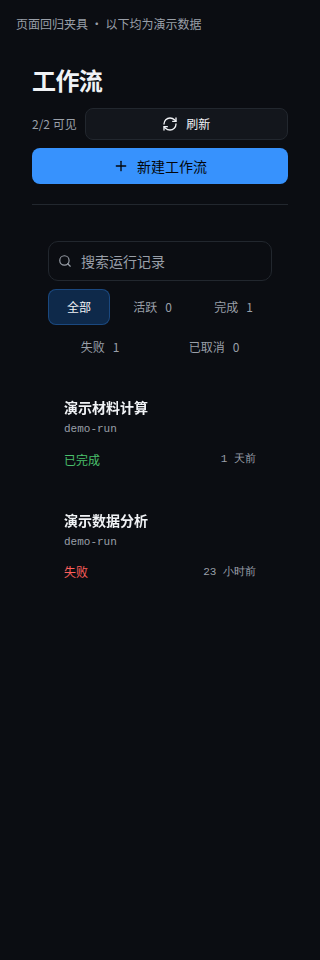 页面回归夹具 · 以下均为演示数据
工作流
2/2 可见 刷新
新建工作流
搜索运行记录
全部 活跃 0 完成 1
失败 1 已取消 0
演示材料计算
demo-run
已完成 1 天前
演示数据分析
demo-run
失败 23 小时前